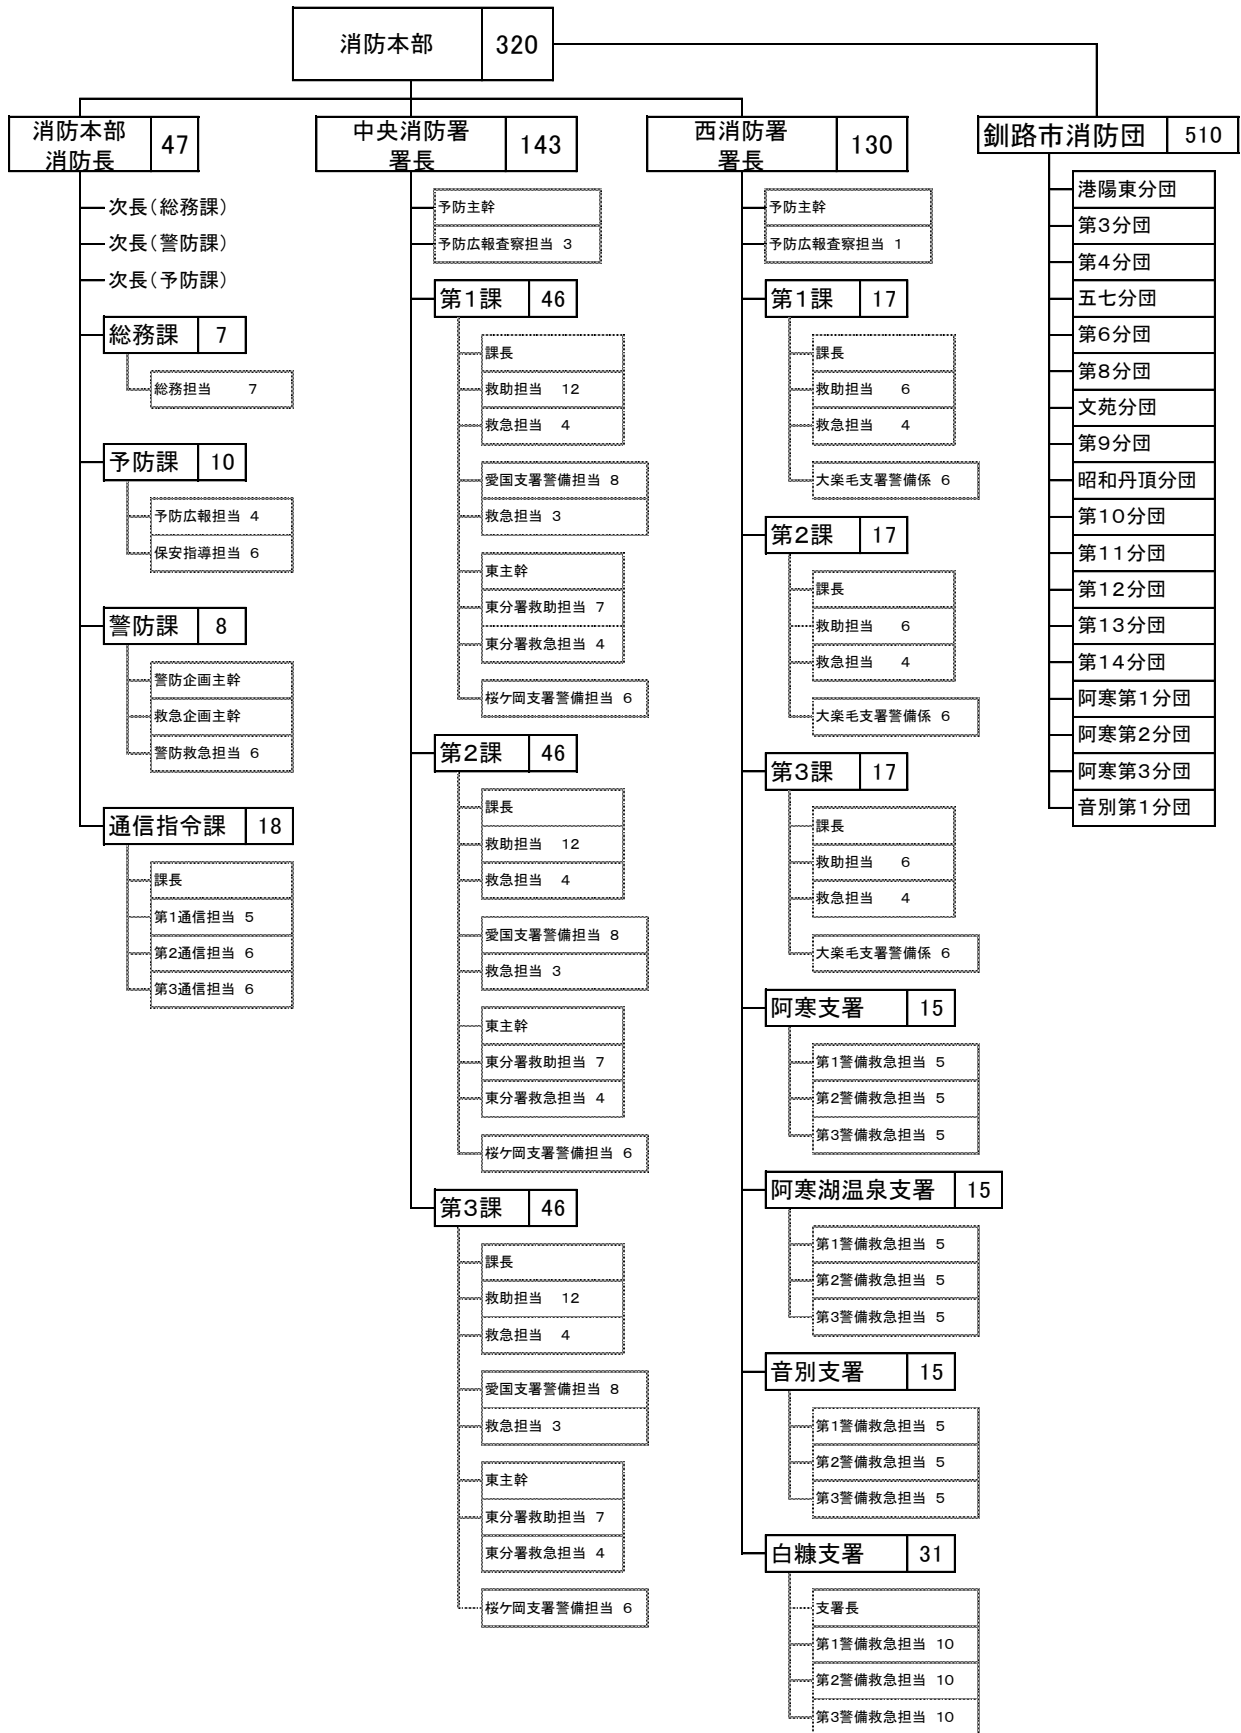 消防本部 320
消防本部
消防長 47
次長（総務課）
次長（警防課）
次長（予防課）
総務課 7
総務担当 7
予防課 10
予防広報担当 4
保安指導担当 6
警防課 8
警防企画主幹
救急企画主幹
警防救急担当 6
通信指令課 18
課長
第1通信担当 5
第2通信担当 6
第3通信担当 6
中央消防署
署長 143
予防主幹
予防広報査察担当 3
第1課 46
課長
救助担当 12
救急担当 4
愛国支署警備担当 8
救急担当 3
東主幹
東分署救助担当 7
東分署救急担当 4
桜ケ岡支署警備担当 6
第2課 46
課長
救助担当 12
救急担当 4
愛国支署警備担当 8
救急担当 3
東主幹
東分署救助担当 7
東分署救急担当 4
桜ケ岡支署警備担当 6
第3課 46
課長
救助担当 12
救急担当 4
愛国支署警備担当 8
救急担当 3
東主幹
東分署救助担当 7
東分署救急担当 4
桜ケ岡支署警備担当 6
西消防署
署長 130
予防主幹
予防広報査察担当 1
第1課 17
課長
救助担当 6
救急担当 4
大楽毛支署警備係 6
第2課 17
課長
救助担当 6
救急担当 4
大楽毛支署警備係 6
第3課 17
課長
救助担当 6
救急担当 4
大楽毛支署警備係 6
阿寒支署 15
第1警備救急担当 5
第2警備救急担当 5
第3警備救急担当 5
阿寒湖温泉支署 15
第1警備救急担当 5
第2警備救急担当 5
第3警備救急担当 5
音別支署 15
第1警備救急担当 5
第2警備救急担当 5
第3警備救急担当 5
白糠支署 31
支署長
第1警備救急担当 10
第2警備救急担当 10
第3警備救急担当 10
釧路市消防団 510
港陽東分団
第3分団
第4分団
五七分団
第6分団
第8分団
文苑分団
第9分団
昭和丹頂分団
第10分団
第11分団
第12分団
第13分団
第14分団
阿寒第1分団
阿寒第2分団
阿寒第3分団
音別第1分団